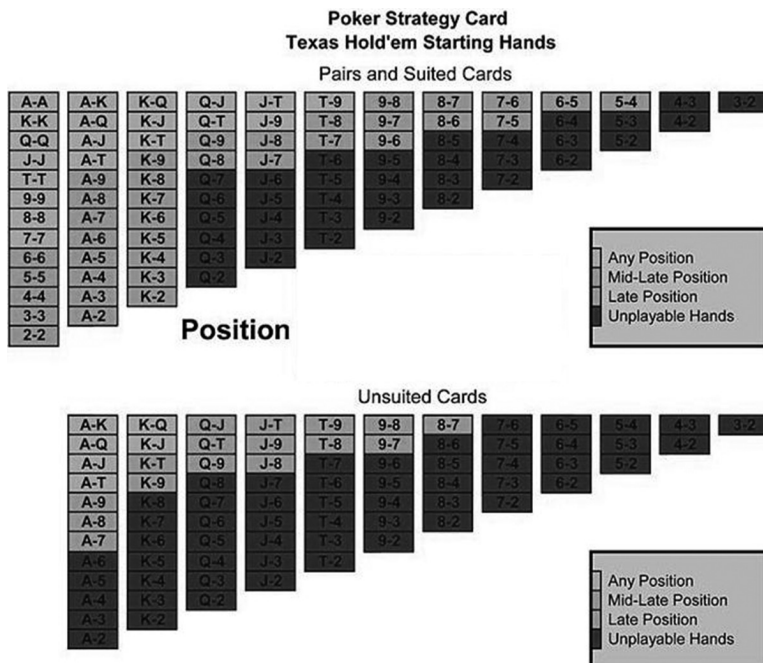 Poker Strategy Card
Texas Hold'em Starting Hands
Pairs and Suited Cards
A-A A-K K-Q Q-J J-T T-9 9-8 8-7 7-6 6-5 5-4 4-3 3-2
K-K A-Q K-J Q-T J-9 T-8 9-7 8-6 7-5 6-4 5-3 4-2
Q-Q A-J K-T Q-9 J-8 T-7 9-6 8-5 7-4 6-3 5-2
J-J A-T K-9 Q-8 J-7 T-6 9-5 8-4 7-3 6-2
T-T A-9 K-8 Q-7 J-6 T-5 9-4 8-3 7-2
9-9 A-8 K-7 Q-6 J-5 T-4 9-3 8-2
8-8 A-7 K-6 Q-5 J-4 T-3 9-2
7-7 A-6 K-5 Q-4 J-3 T-2
6-6 A-5 K-4 Q-3 J-2
5-5 A-4 K-3 Q-2
4-4 A-3 K-2
3-3 A-2
2-2
Any Position
Mid-Late Position
Late Position
Unplayable Hands
Position
Unsuited Cards
A-K K-Q Q-J J-T T-9 9-8 8-7 7-6 6-5 5-4 4-3 3-2
A-Q K-J Q-T J-9 T-8 9-7 8-6 7-5 6-4 5-3 4-2
A-J K-T Q-9 J-8 T-7 9-6 8-5 7-4 6-3 5-2
A-T K-9 Q-8 J-7 T-6 9-5 8-4 7-3 6-2
A-9 K-8 Q-7 J-6 T-5 9-4 8-3 7-2
A-8 K-7 Q-6 J-5 T-4 9-3 8-2
A-7 K-6 Q-5 J-4 T-3 9-2
A-6 K-5 Q-4 J-3 T-2
A-5 K-4 Q-3 J-2
A-4 K-3 Q-2
A-3 K-2
A-2
Any Position
Mid-Late Position
Late Position
Unplayable Hands